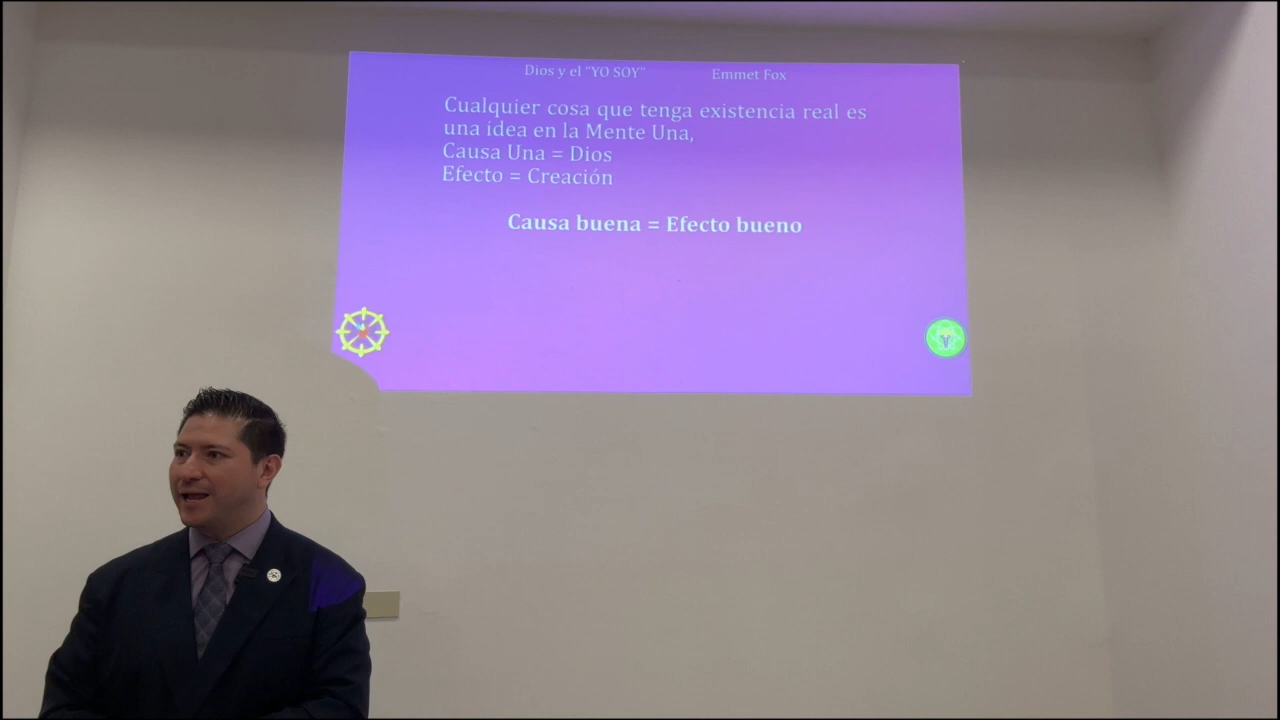 Dios y el "YO SOY" Emmet Fox
Cualquier cosa que tenga existencia real es
una idea en la Mente Una,
Causa Una = Dios
Efecto = Creación
Causa buena = Efecto bueno